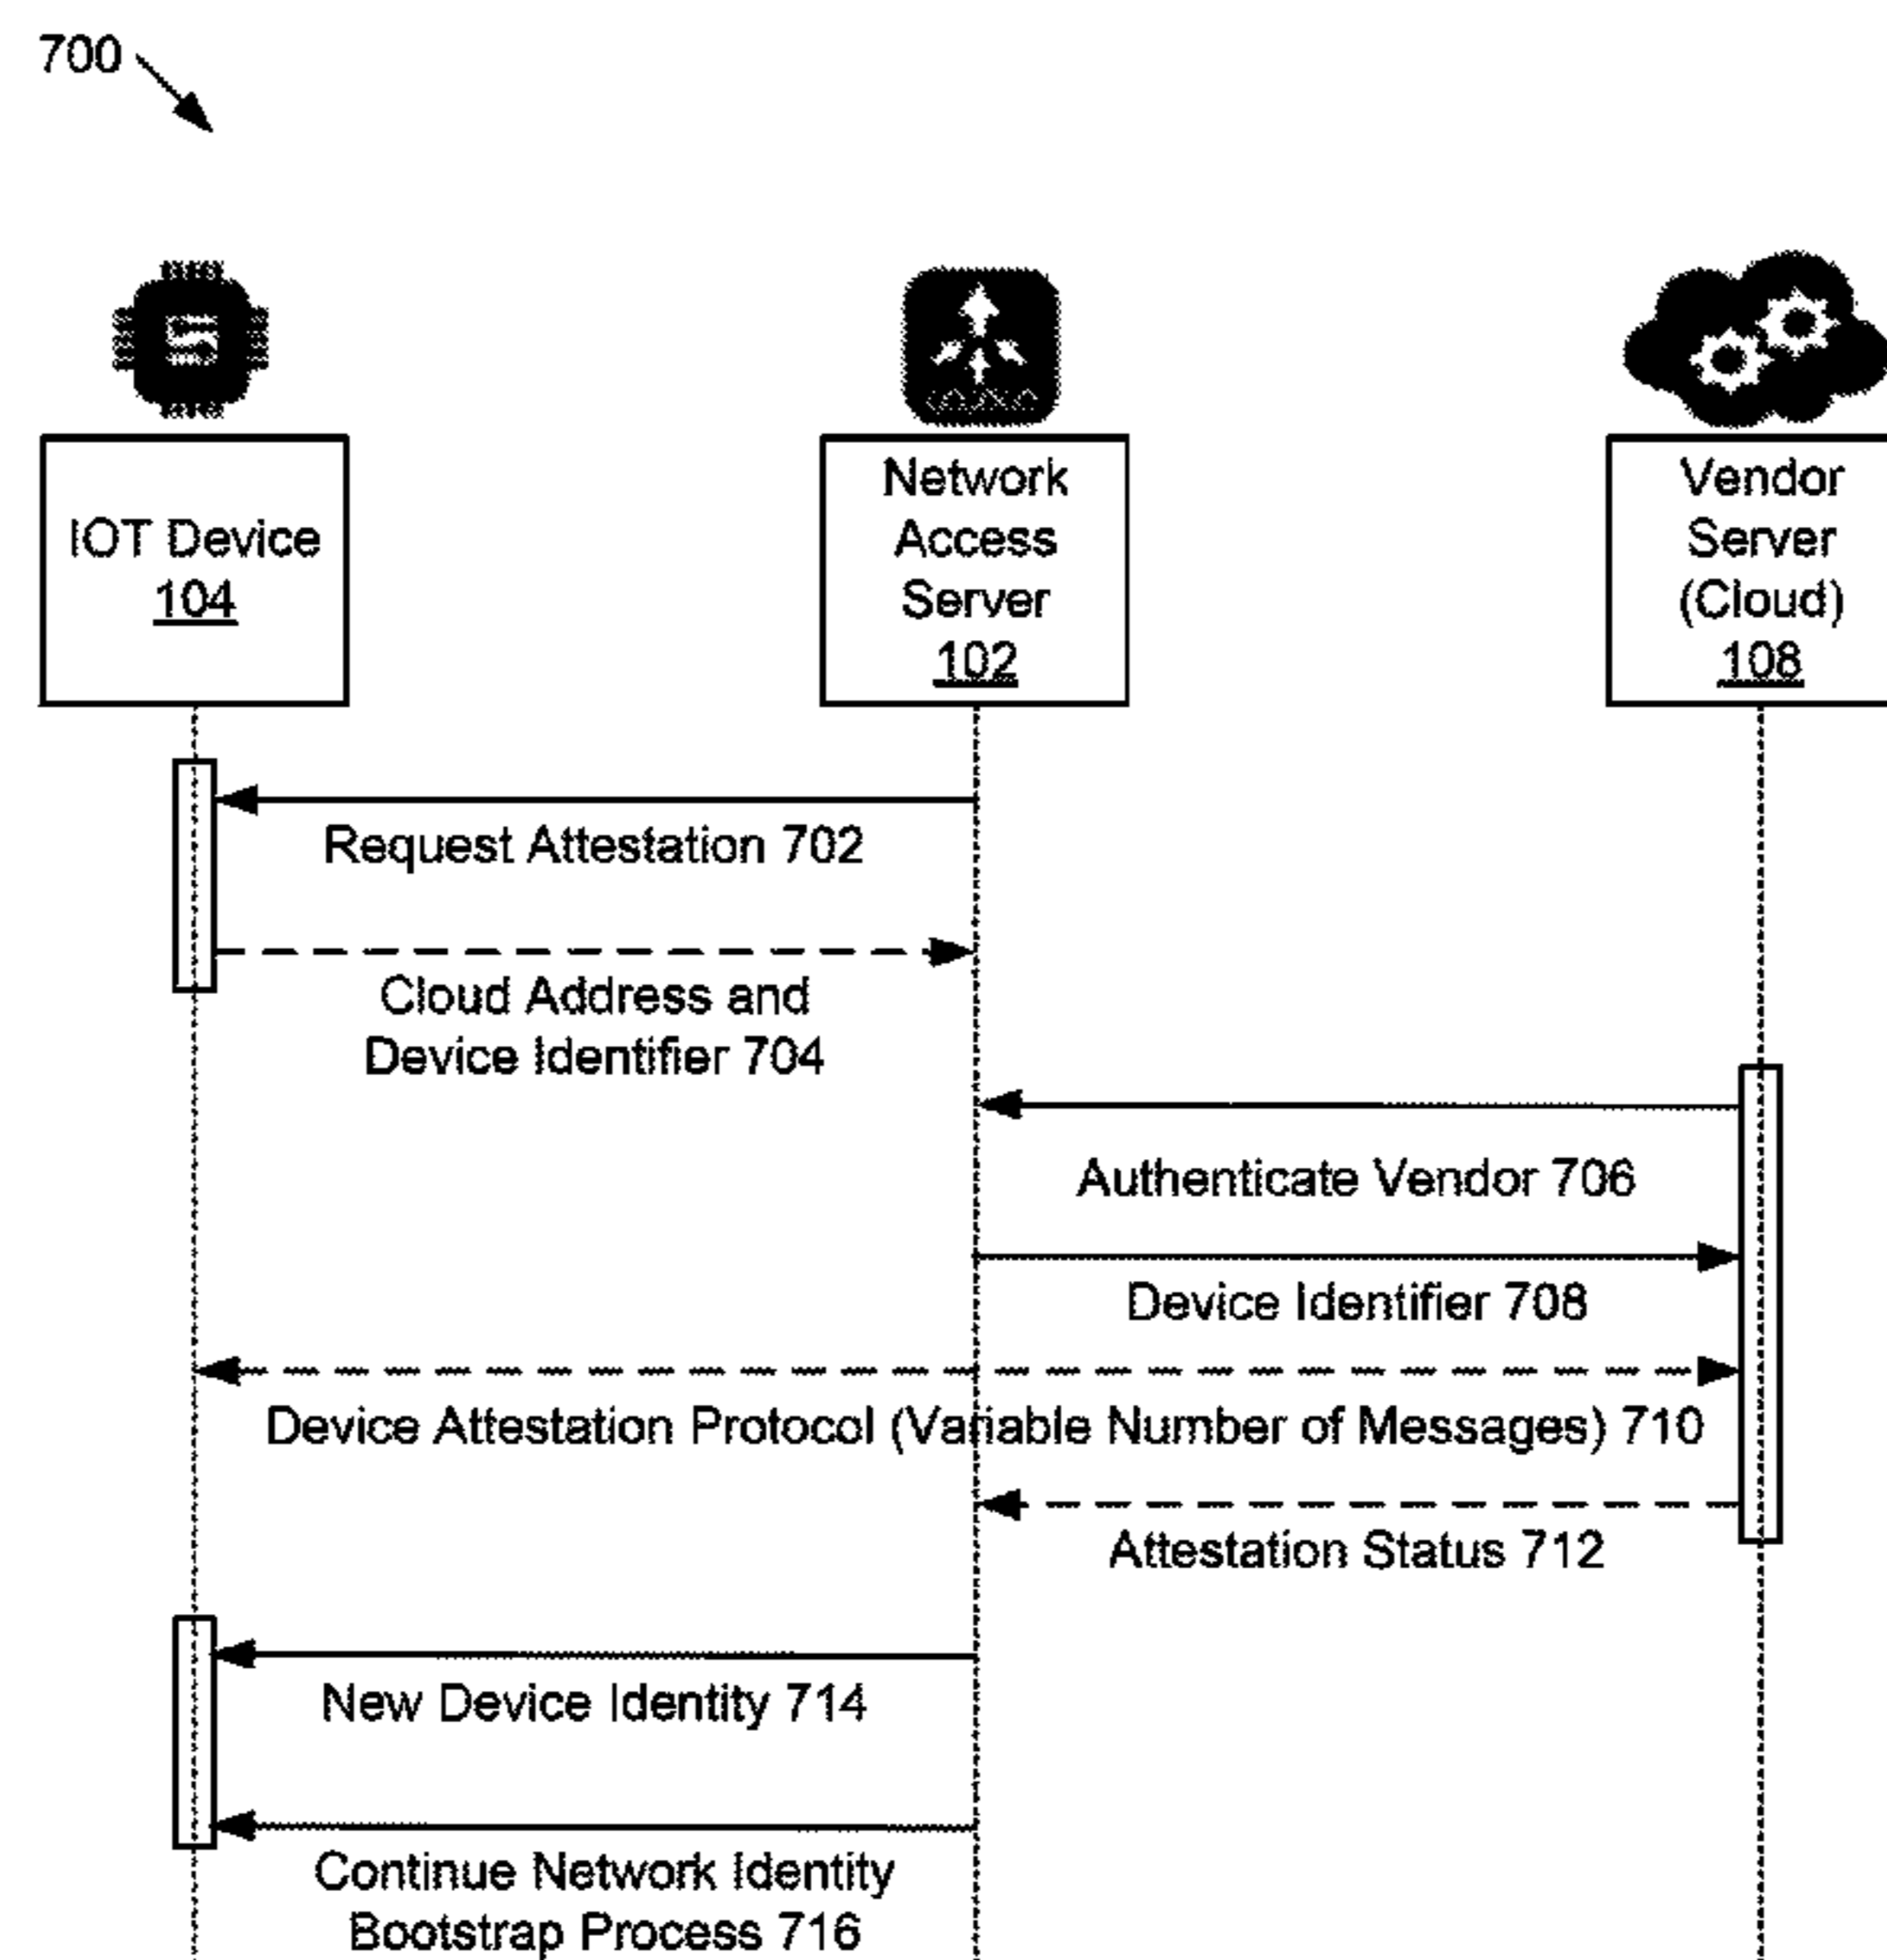 700
IOT Device
104
Network
Access
Server
102
Vendor
Server
(Cloud)
108
Request Attestation 702
Cloud Address and
Device Identifier 704
Authenticate Vendor 706
Device Identifier 708
Device Attestation Protocol (Variable Number of Messages) 710
Attestation Status 712
New Device Identity 714
Continue Network Identity
Bootstrap Process 716